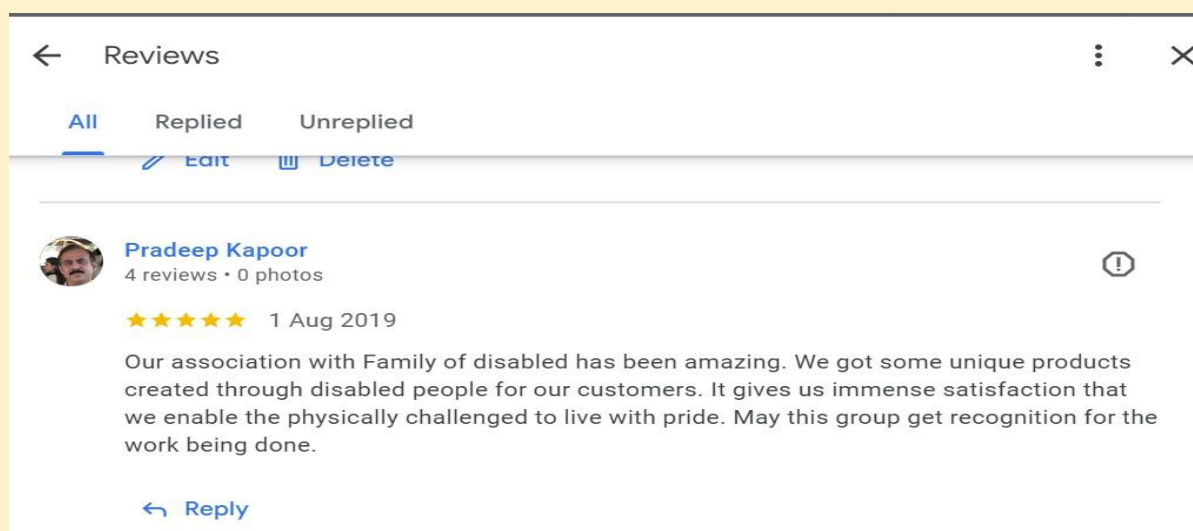 Reviews
All Replied Unreplied
Edit Delete
Pradeep Kapoor
4 reviews • 0 photos
1 Aug 2019
Our association with Family of disabled has been amazing. We got some unique products
created through disabled people for our customers. It gives us immense satisfaction that
we enable the physically challenged to live with pride. May this group get recognition for the
work being done.
Reply